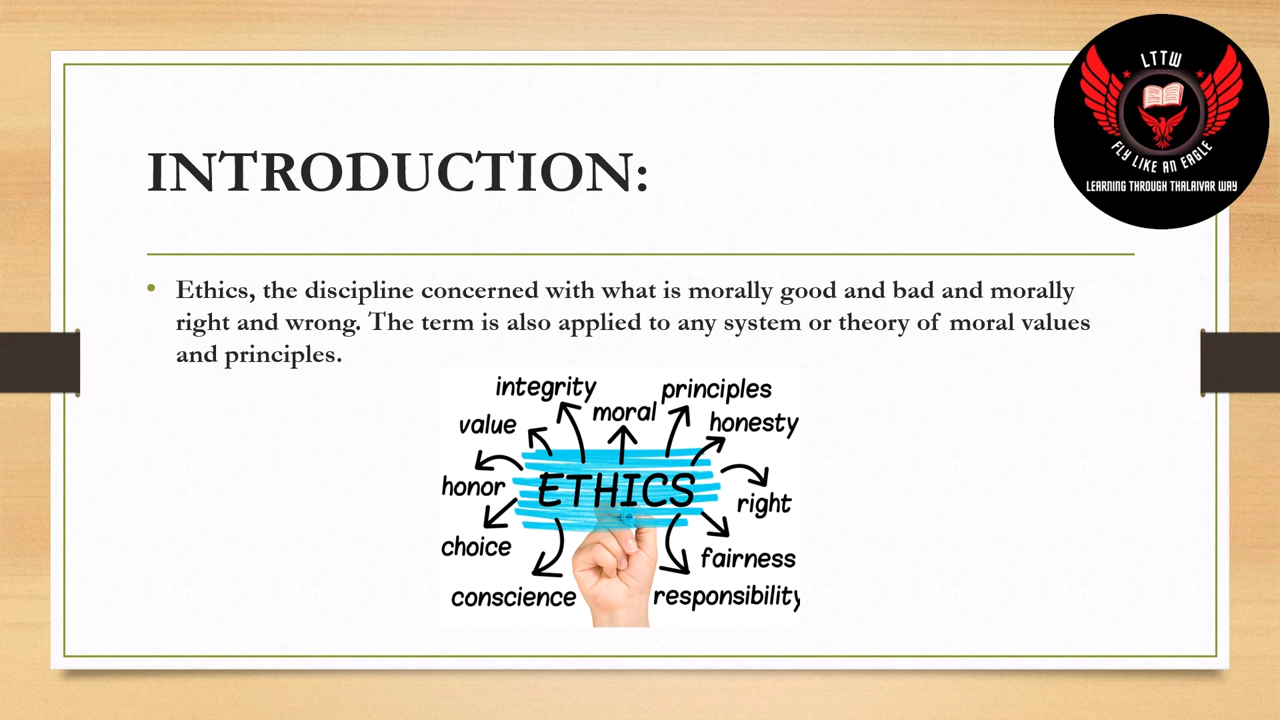 LTTW
FLY LIKE AN EAGLE
LEARNING THROUGH THALAIVAR WAY
INTRODUCTION:
• Ethics, the discipline concerned with what is morally good and bad and morally
right and wrong. The term is also applied to any system or theory of moral values
and principles.
integrity
principles
value
moral
honesty
honor
ETHICS
right
choice
fairness
conscience
responsibility